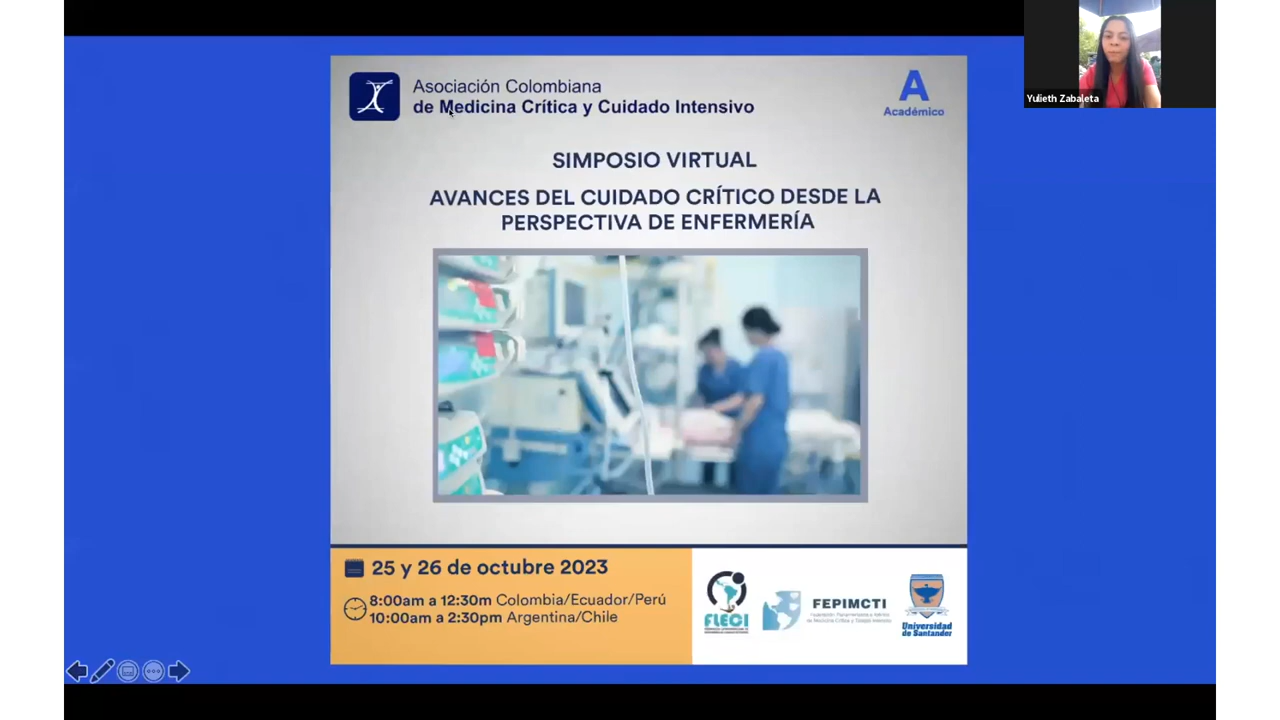 Asociación Colombiana
de Medicina Crítica y Cuidado Intensivo
A
Académico
Yulieth Zabaleta
SIMPOSIO VIRTUAL
AVANCES DEL CUIDADO CRÍTICO DESDE LA
PERSPECTIVA DE ENFERMERÍA
25 y 26 de octubre 2023
8:00am a 12:30m Colombia/Ecuador/Perú
10:00am a 2:30pm Argentina/Chile
FLECI
FEPIMCTI
Universidad
de Santander